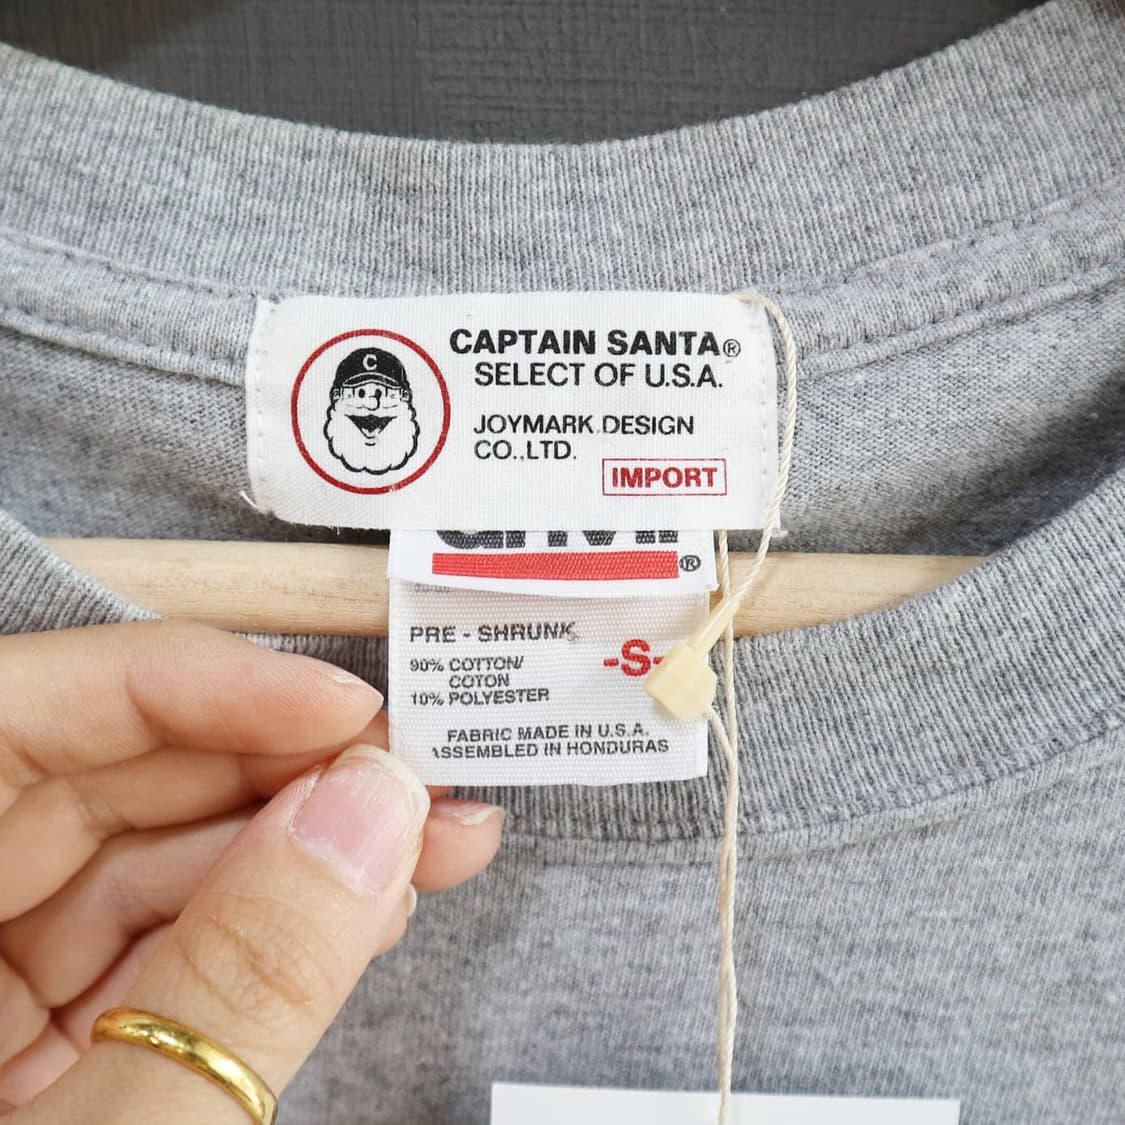 C
CAPTAIN SANTA®
SELECT OF U.S.A.
JOYMARK DESIGN
CO.,LTD.
IMPORT
®
PRE - SHRUNK
-S-
90% COTTON/
COTON
10% POLYESTER
FABRIC MADE IN U.S.A.
ASSEMBLED IN HONDURAS